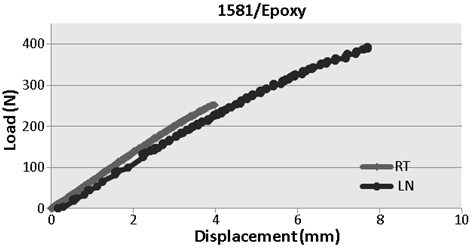 1581/Epoxy
Load (N)
400
300
200
100
0
0 2 4 6 8 10
RT
LN
Displacement (mm)